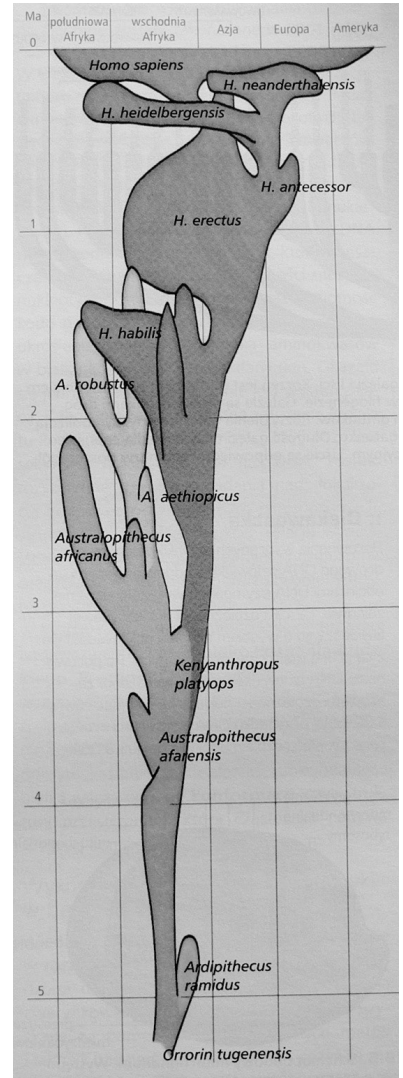 Ma
południowa
Afryka
wschodnia
Afryka
Azja
Europa
Ameryka
0
Homo sapiens
H. neanderthalensis
H. heidelbergensis
H. antecessor
H. erectus
1
H. habilis
A. robustus
2
A. aethiopicus
Australopithecus
africanus
3
Kenyanthropus
platyops
Australopithecus
afarensis
4
Ardipithecus
ramidus
5
Orrorin tugenensis